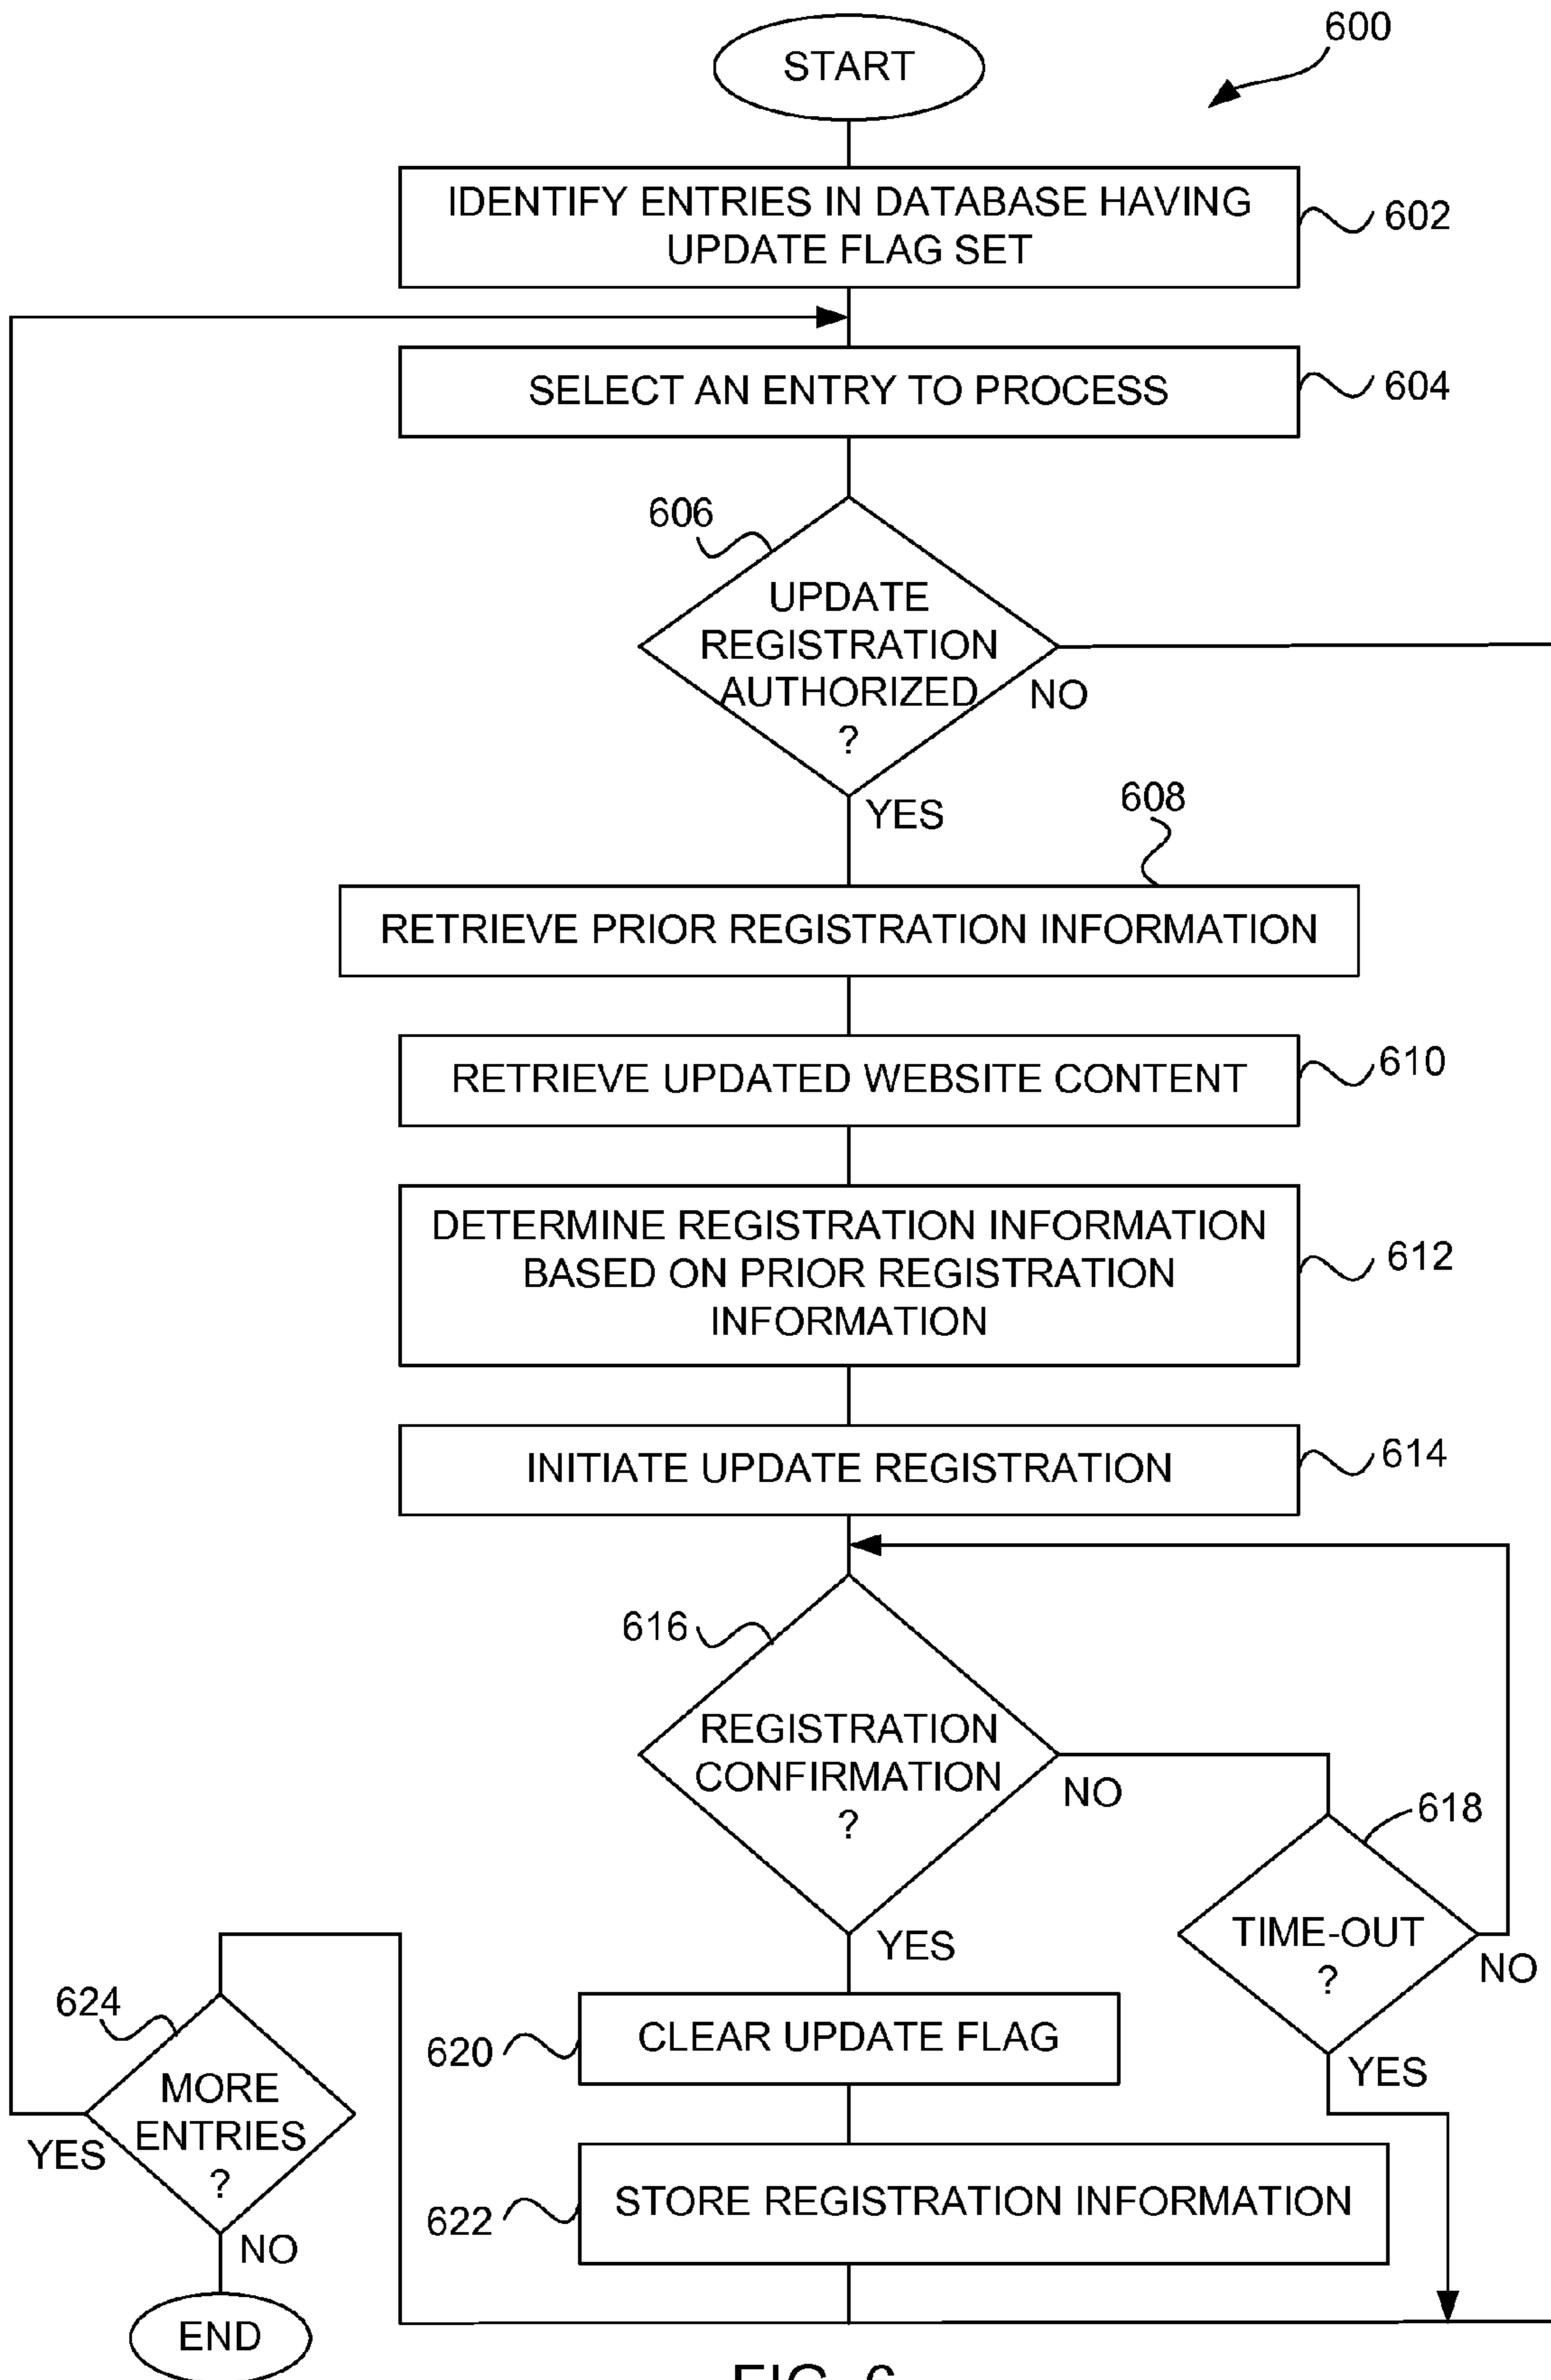 600
START
IDENTIFY ENTRIES IN DATABASE HAVING
UPDATE FLAG SET
602
SELECT AN ENTRY TO PROCESS
604
606
UPDATE
REGISTRATION
AUTHORIZED
?
NO
YES
608
RETRIEVE PRIOR REGISTRATION INFORMATION
RETRIEVE UPDATED WEBSITE CONTENT
610
DETERMINE REGISTRATION INFORMATION
BASED ON PRIOR REGISTRATION
INFORMATION
612
INITIATE UPDATE REGISTRATION
614
616
REGISTRATION
CONFIRMATION
?
NO
YES
618
TIME-OUT
?
NO
YES
620
CLEAR UPDATE FLAG
622
STORE REGISTRATION INFORMATION
624
MORE
ENTRIES
?
YES
NO
END
FIG. 6